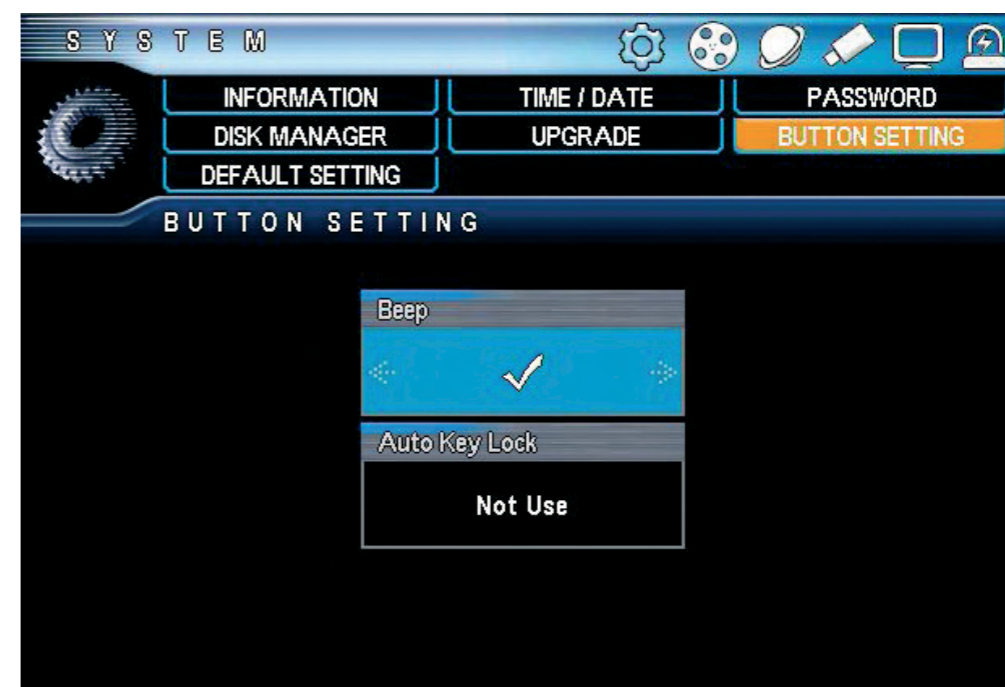 SYSTEM
INFORMATION TIME / DATE PASSWORD
DISK MANAGER UPGRADE BUTTON SETTING
DEFAULT SETTING
BUTTON SETTING
Beep
Auto Key Lock
Not Use